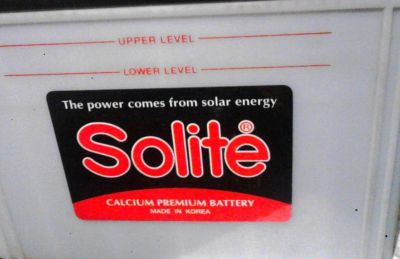 UPPER LEVEL
LOWER LEVEL
The power comes from solar energy
Solite®
CALCIUM PREMIUM BATTERY
MADE IN KOREA